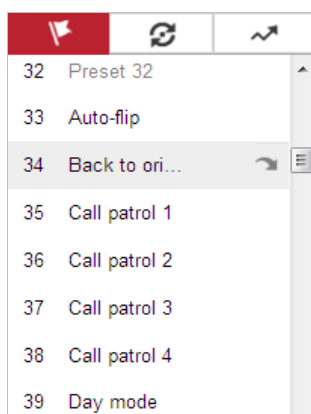 32 Preset 32
33 Auto-flip
34 Back to ori...
35 Call patrol 1
36 Call patrol 2
37 Call patrol 3
38 Call patrol 4
39 Day mode